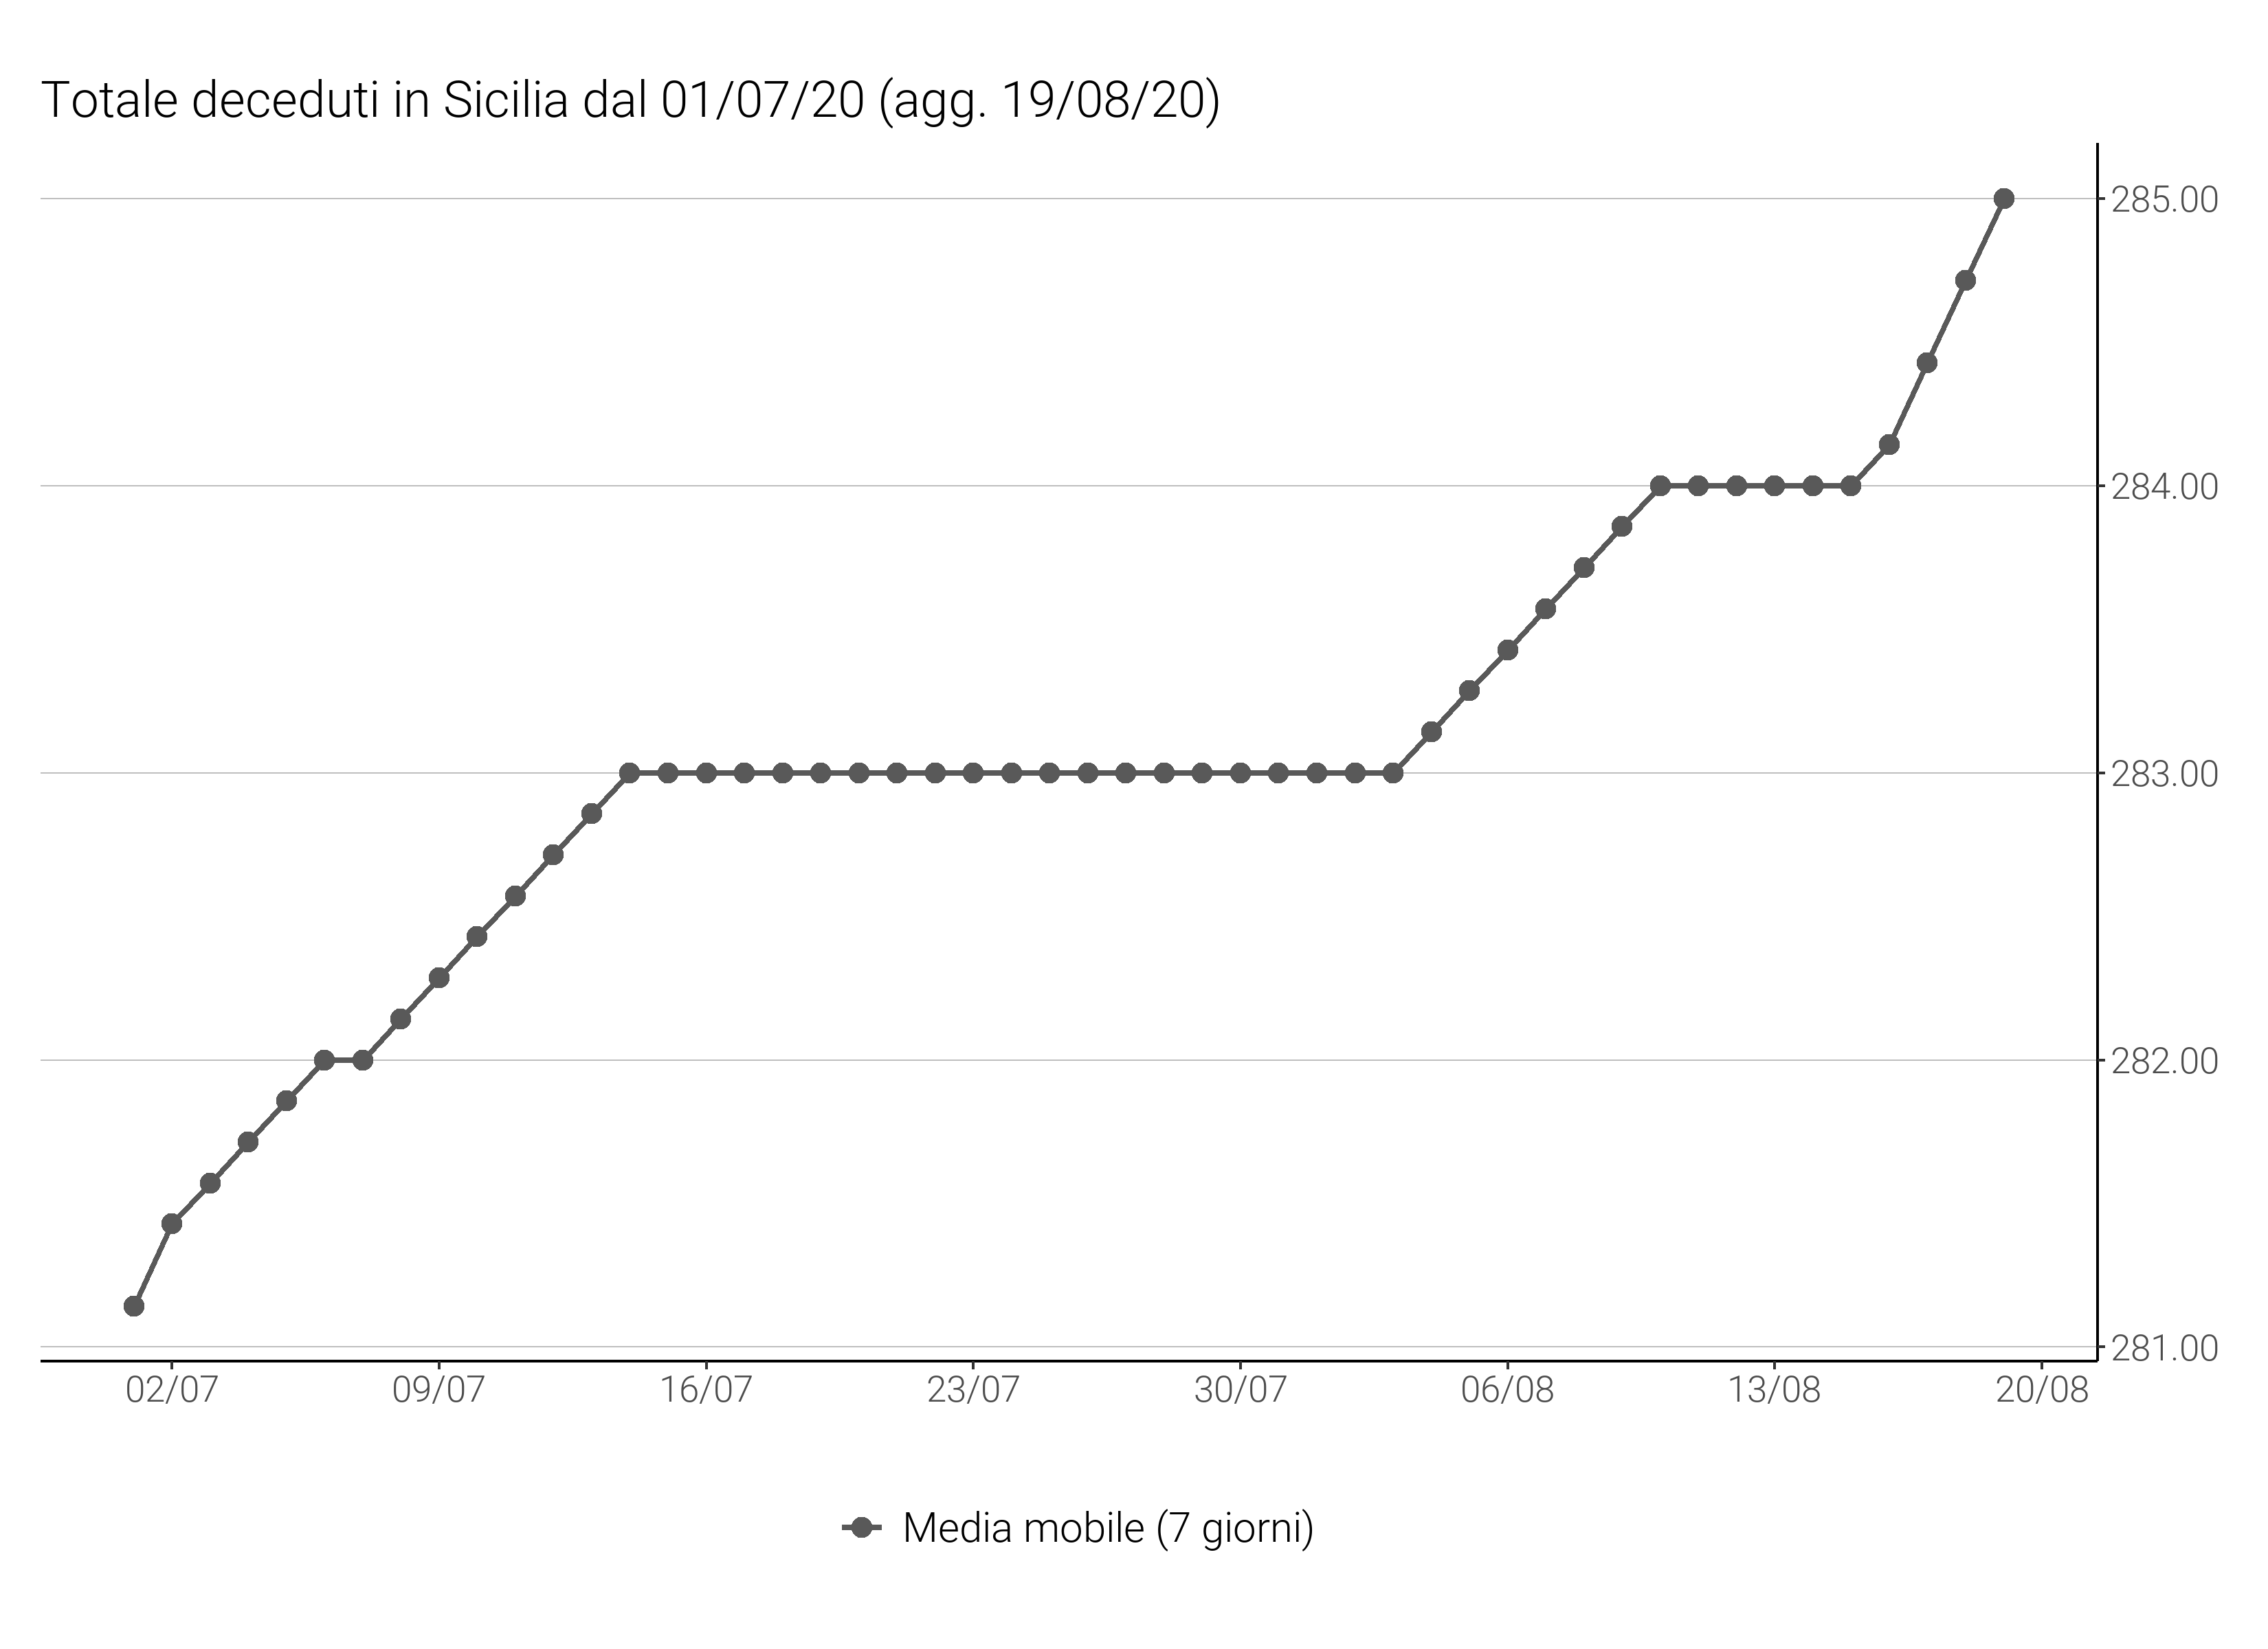 Totale deceduti in Sicilia dal 01/07/20 (agg. 19/08/20)
285.00
284.00
283.00
282.00
281.00
02/07 09/07 16/07 23/07 30/07 06/08 13/08 20/08
Media mobile (7 giorni)